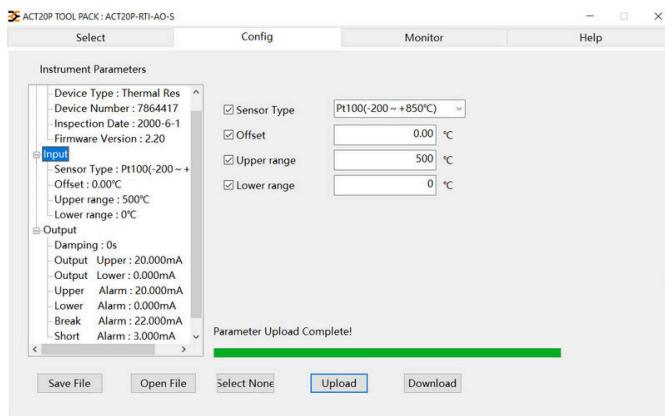 ACT20P TOOL PACK : ACT20P-RTI-AO-S
Select Config Monitor Help
Instrument Parameters
Device Type : Thermal Res
Device Number : 7864417
Inspection Date : 2000-6-1
Firmware Version : 2.20
Input
Sensor Type : Pt100(-200 ~ +
Offset : 0.00℃
Upper range : 500℃
Lower range : 0℃
Output
Damping : 0s
Output Upper : 20.000mA
Output Lower : 0.000mA
Upper Alarm : 20.000mA
Lower Alarm : 0.000mA
Break Alarm : 22.000mA
Short Alarm : 3.000mA
Sensor Type Pt100(-200 ~ +850℃)
Offset 0.00 ℃
Upper range 500 ℃
Lower range 0 ℃
Parameter Upload Complete!
Save File Open File Select None Upload Download